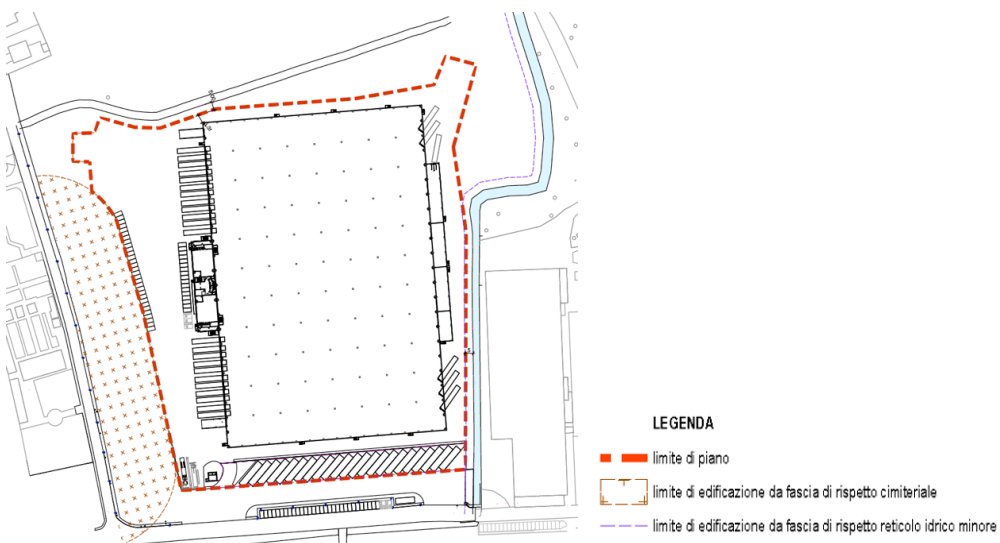 LEGENDA
limite di piano
limite di edificazione da fascia di rispetto cimiteriale
limite di edificazione da fascia di rispetto reticolo idrico minore